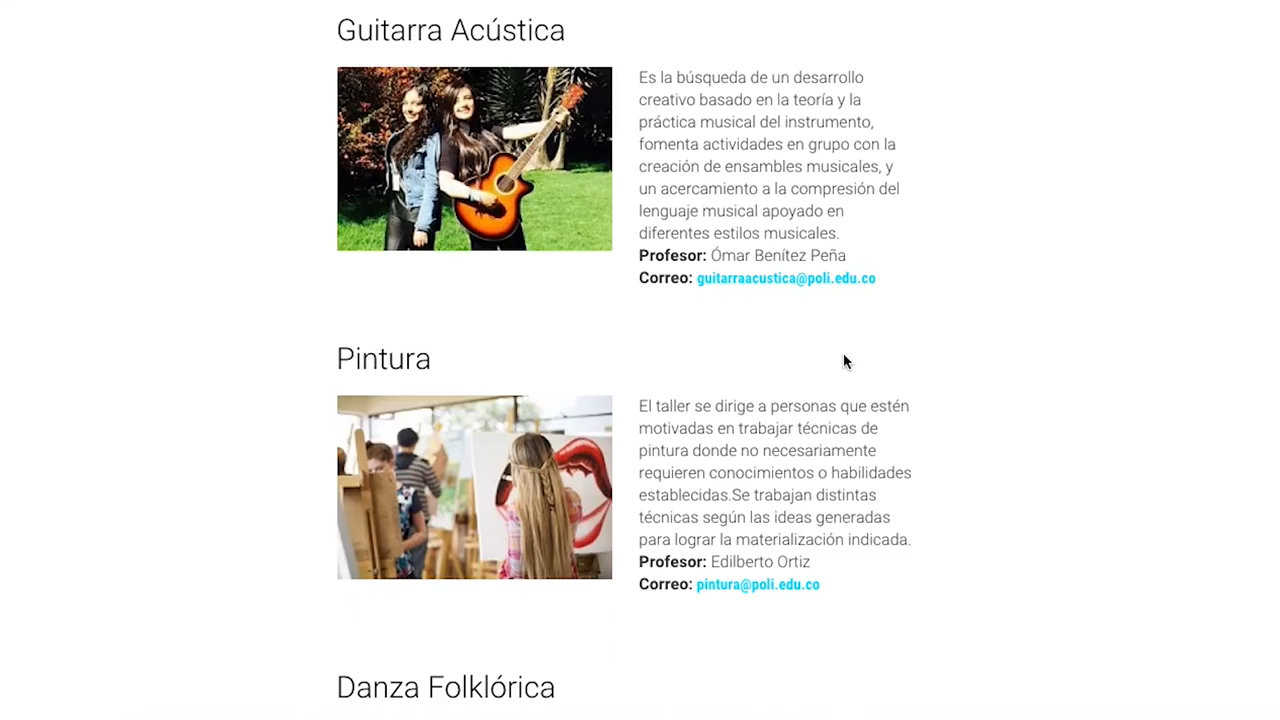 Guitarra Acústica
Es la búsqueda de un desarrollo
creativo basado en la teoría y la
práctica musical del instrumento,
fomenta actividades en grupo con la
creación de ensambles musicales, y
un acercamiento a la compresión del
lenguaje musical apoyado en
diferentes estilos musicales.
Profesor: Ómar Benítez Peña
Correo: guitarraacustica@poli.edu.co
Pintura
El taller se dirige a personas que estén
motivadas en trabajar técnicas de
pintura donde no necesariamente
requieren conocimientos o habilidades
establecidas.Se trabajan distintas
técnicas según las ideas generadas
para lograr la materialización indicada.
Profesor: Edilberto Ortiz
Correo: pintura@poli.edu.co
Danza Folklórica